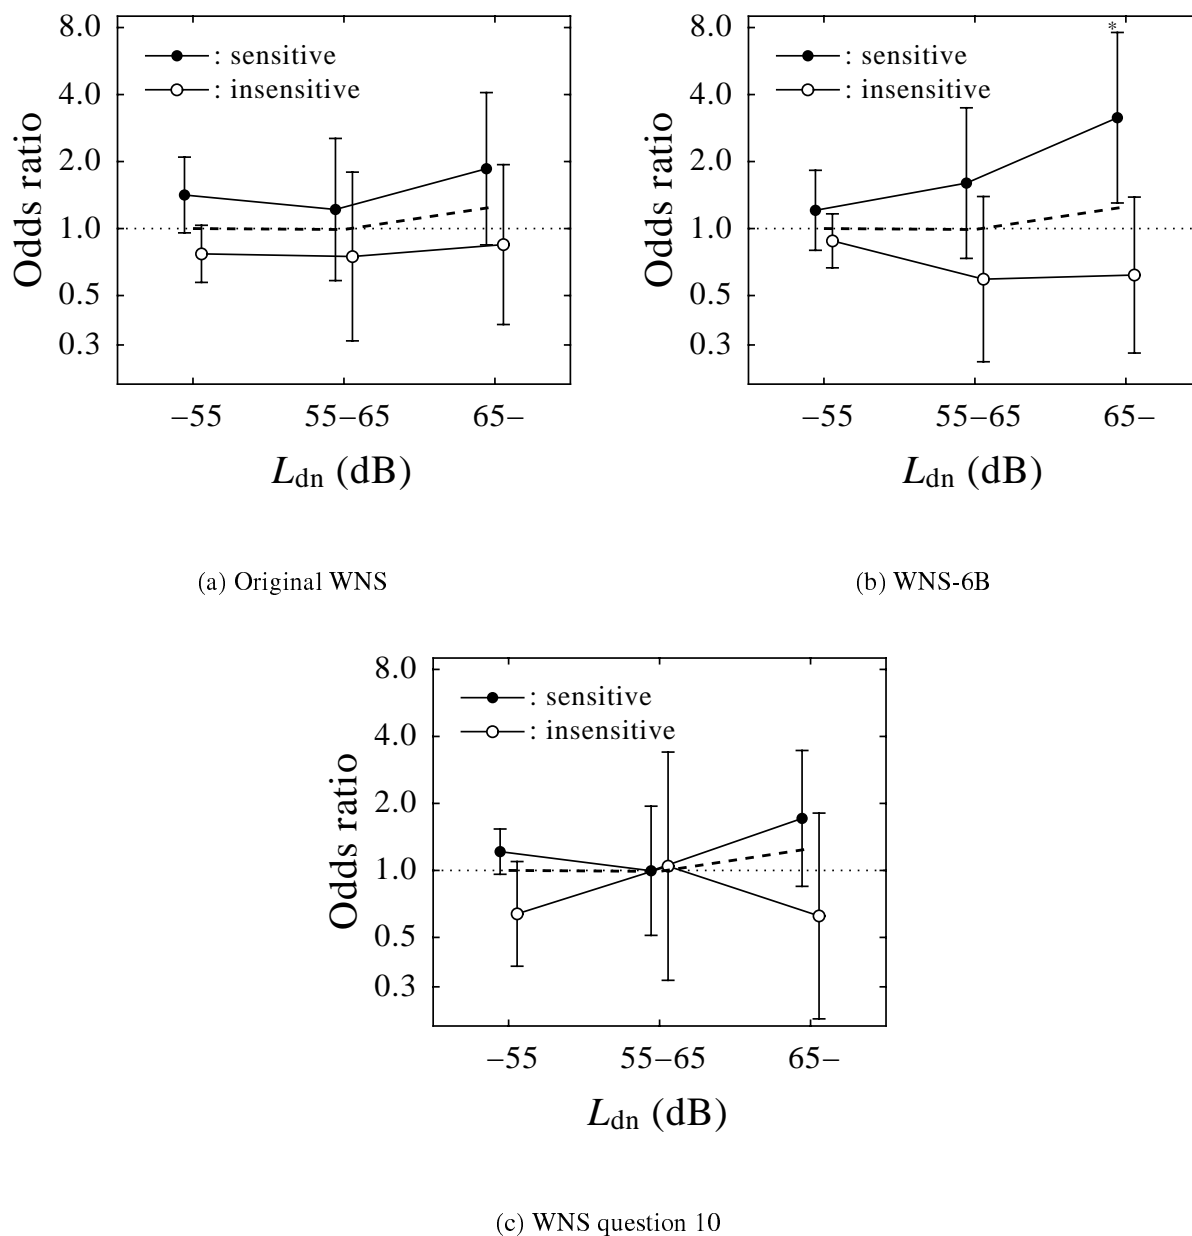 8.0
4.0
2.0
1.0
0.5
0.3
Odds ratio
: sensitive
: insensitive
–55
55–65
65–
Ldn (dB)
(a) Original WNS
8.0
4.0
2.0
1.0
0.5
0.3
Odds ratio
: sensitive
: insensitive
*
–55
55–65
65–
Ldn (dB)
(b) WNS-6B
8.0
4.0
2.0
1.0
0.5
0.3
Odds ratio
: sensitive
: insensitive
–55
55–65
65–
Ldn (dB)
(c) WNS question 10